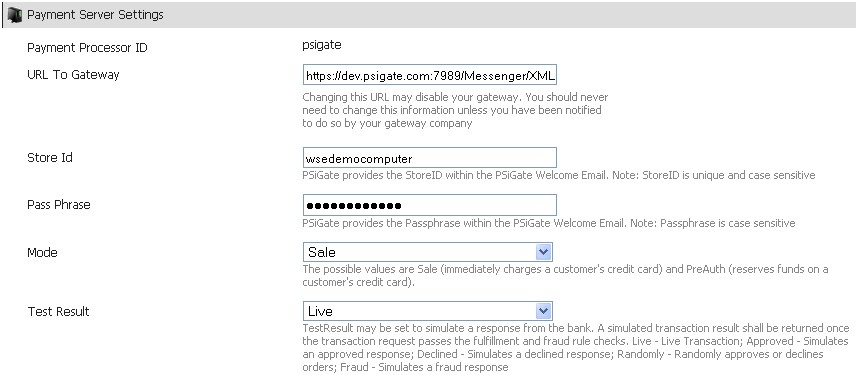 Payment Server Settings
Payment Processor ID
psigate
URL To Gateway
https://dev.psigate.com:7989/Messenger/XML
Changing this URL may disable your gateway. You should never
need to change this information unless you have been notified
to do so by your gateway company
Store Id
wsedemocomputer
PSiGate provides the StoreID within the PSiGate Welcome Email. Note: StoreID is unique and case sensitive
Pass Phrase
●●●●●●●●●●●●
PSiGate provides the Passphrase within the PSiGate Welcome Email. Note: Passphrase is case sensitive
Mode
Sale
The possible values are Sale (immediately charges a customer's credit card) and PreAuth (reserves funds on a
customer's credit card).
Test Result
Live
TestResult may be set to simulate a response from the bank. A simulated transaction result shall be returned once
the transaction request passes the fulfillment and fraud rule checks. Live - Live Transaction; Approved - Simulates
an approved response; Declined - Simulates a declined response; Randomly - Randomly approves or declines
orders; Fraud - Simulates a fraud response